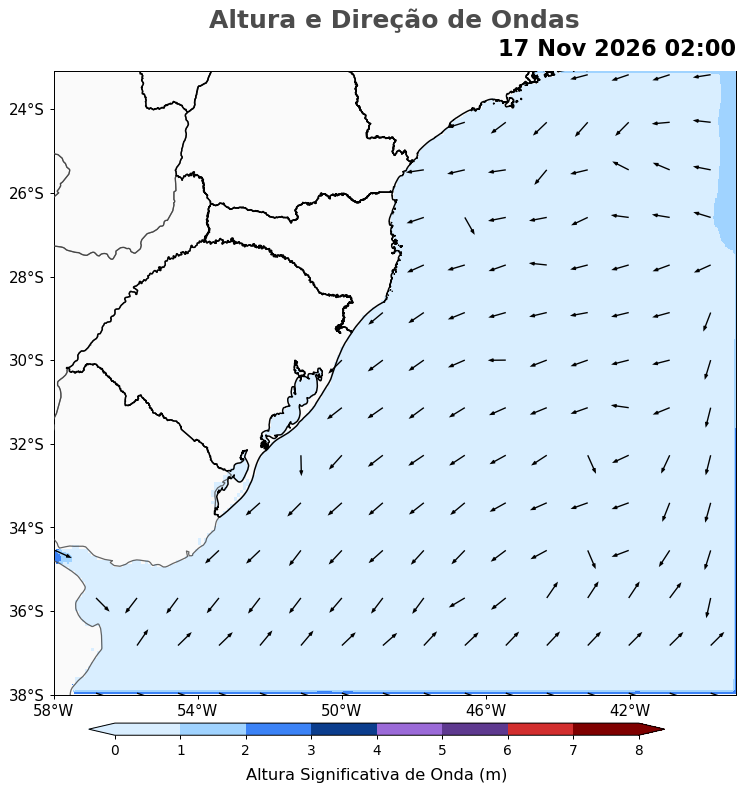 Altura e Direção de Ondas
17 Nov 2026 02:00
24°S
26°S
28°S
30°S
32°S
34°S
36°S
38°S
58°W 54°W 50°W 46°W 42°W
0 1 2 3 4 5 6 7 8
Altura Significativa de Onda (m)